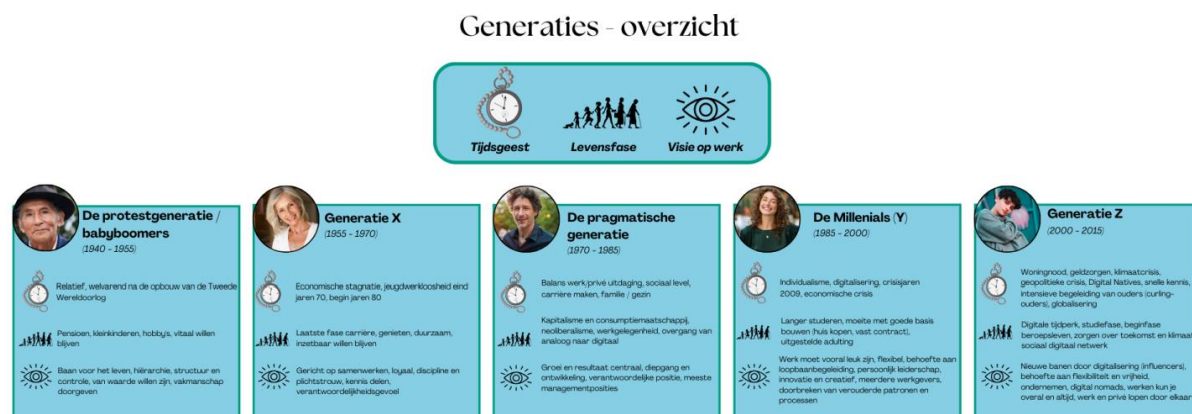 Generaties - overzicht
Tijdsgeest
Levensfase
Visie op werk
De protestgeneratie /
babyboomers
(1940 - 1955)
Relatief, welvarend na de opbouw van de Tweede
Wereldoorlog
Pensioen, kleinkinderen, hobby's, vitaal willen
blijven
Baan voor het leven, hiërarchie, structuur en
controle, van waarde willen zijn, vakmanschap
doorgeven
Generatie X
(1955 - 1970)
Economische stagnatie, jeugdwerkloosheid eind
jaren 70, begin jaren 80
Laatste fase carrière, genieten, duurzaam,
inzetbaar willen blijven
Gericht op samenwerken, loyaal, discipline en
plichtstrouw, kennis delen,
verantwoordelijkheidsgevoel
De pragmatische
generatie
(1970 - 1985)
Balans werk/privé uitdaging, sociaal level,
carrière maken, familie / gezin
Kapitalisme en consumptiemaatschappij,
neoliberalisme, werkgelegenheid, overgang van
analoog naar digitaal
Groei en resultaat centraal, diepgang en
ontwikkeling, verantwoordelijke positie, meeste
managementposities
De Millenials (Y)
(1985 - 2000)
Individualisme, digitalisering, crisisjaren
2009, economische crisis
Langer studeren, moeite met goede basis
bouwen (huis kopen, vast contract),
uitgestelde adulting
Werk moet vooral leuk zijn, flexibel, behoefte aan
loopbaanbegeleiding, persoonlijk leiderschap,
innovatie en creatief, meerdere werkgevers,
doorbreken van verouderde patronen en
processen
Generatie Z
(2000 - 2015)
Woningnood, geldzorgen, klimaatcrisis,
geopolitieke crisis, Digital Natives, snelle kennis,
intensieve begeleiding van ouders (curling-
ouders), globalisering
Digitale tijdperk, studiefase, beginfase
beroepsleven, zorgen over toekomst en klimaat,
sociaal digitaal netwerk
Nieuwe banen door digitalisering (influencers),
behoefte aan flexibiliteit en vrijheid,
ondernemen, digital nomads, werken kun je
overal en altijd, werk en privé lopen door elkaar